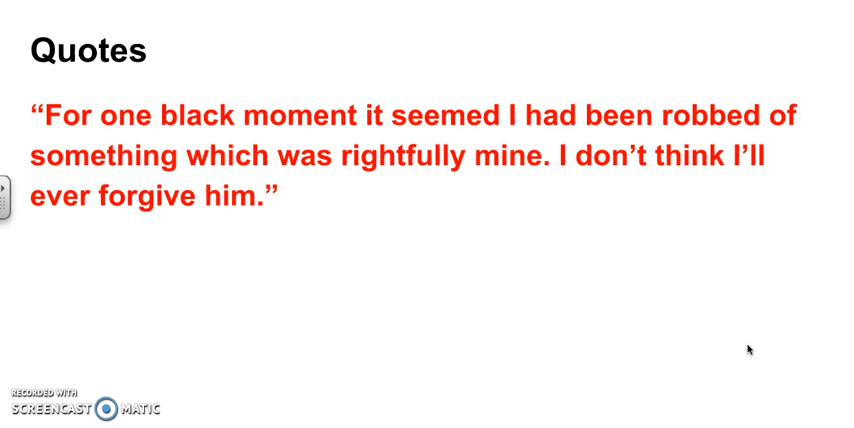 Quotes
“For one black moment it seemed I had been robbed of
something which was rightfully mine. I don’t think I’ll
ever forgive him.”
RECORDED WITH
SCREENCAST MATIC